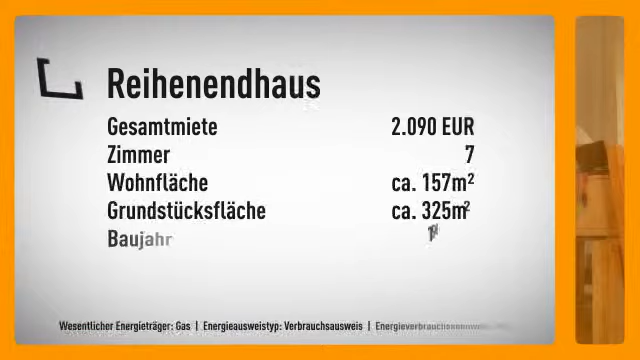 Reihenendhaus
Gesamtmiete 2.090 EUR
Zimmer 7
Wohnfläche ca. 157m²
Grundstücksfläche ca. 325m²
Baujahr
Wesentlicher Energieträger: Gas | Energieausweistyp: Verbrauchsausweis |